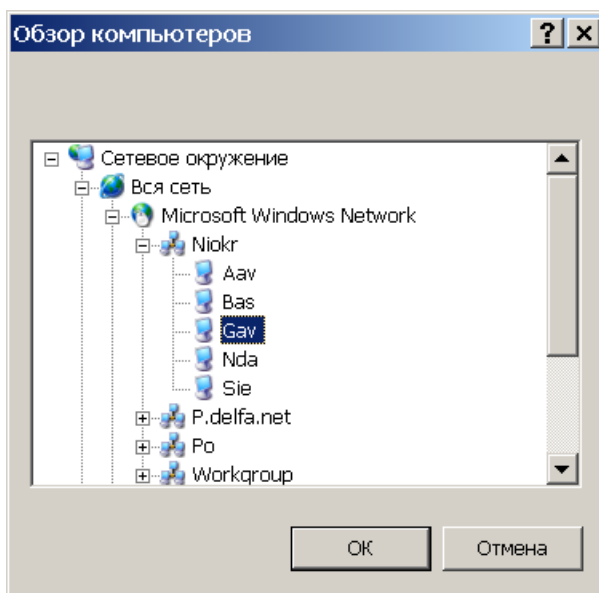 Обзор компьютеров
Сетевое окружение
Вся сеть
Microsoft Windows Network
Niokr
Aav
Bas
Gav
Nda
Sie
P.delfa.net
Po
Workgroup
ОК
Отмена